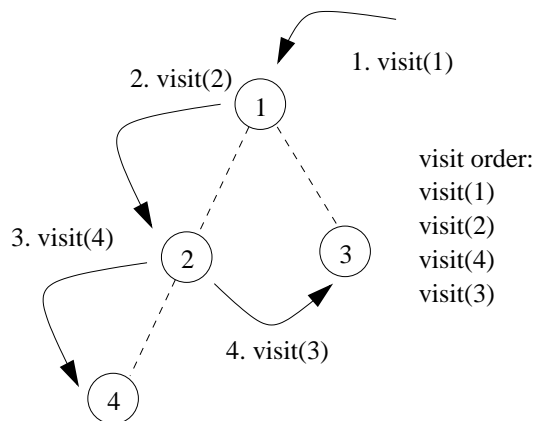 1. visit(1)
2. visit(2)
1
visit order:
visit(1)
visit(2)
visit(4)
visit(3)
3. visit(4)
2
3
4. visit(3)
4